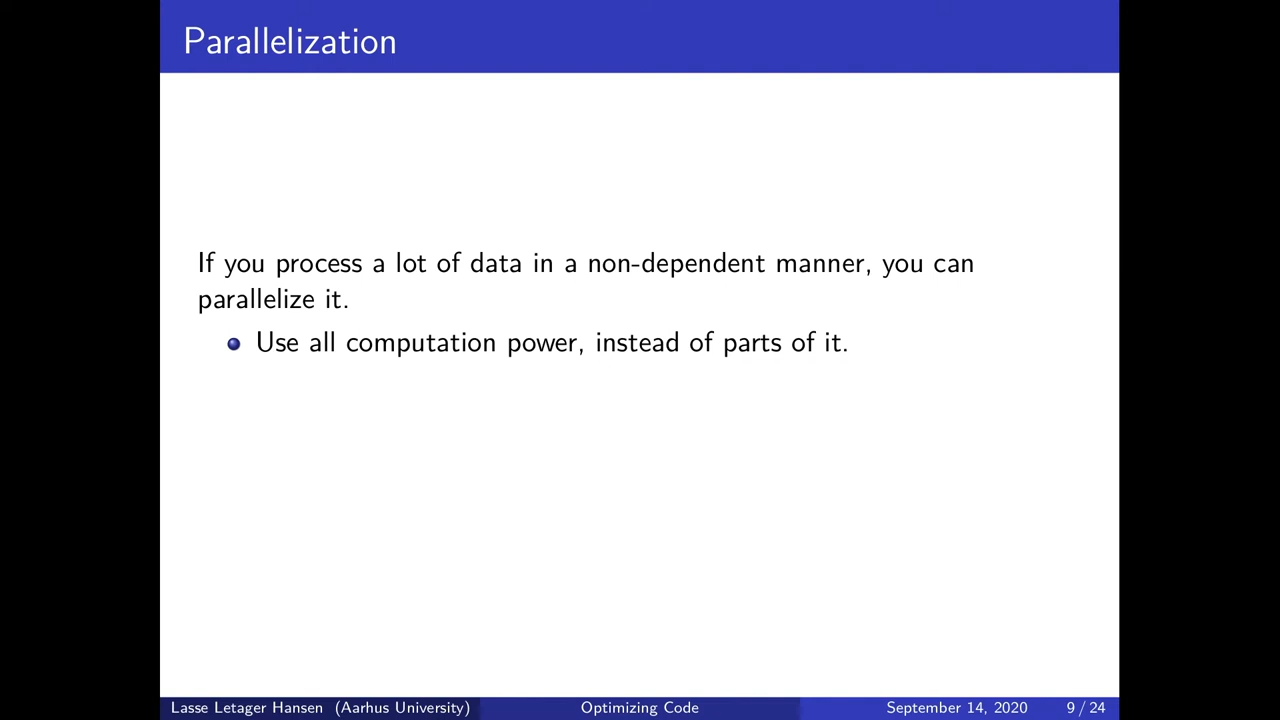 Parallelization
If you process a lot of data in a non-dependent manner, you can
parallelize it.
Use all computation power, instead of parts of it.
Lasse Letager Hansen (Aarhus University) Optimizing Code September 14, 2020 9 / 24